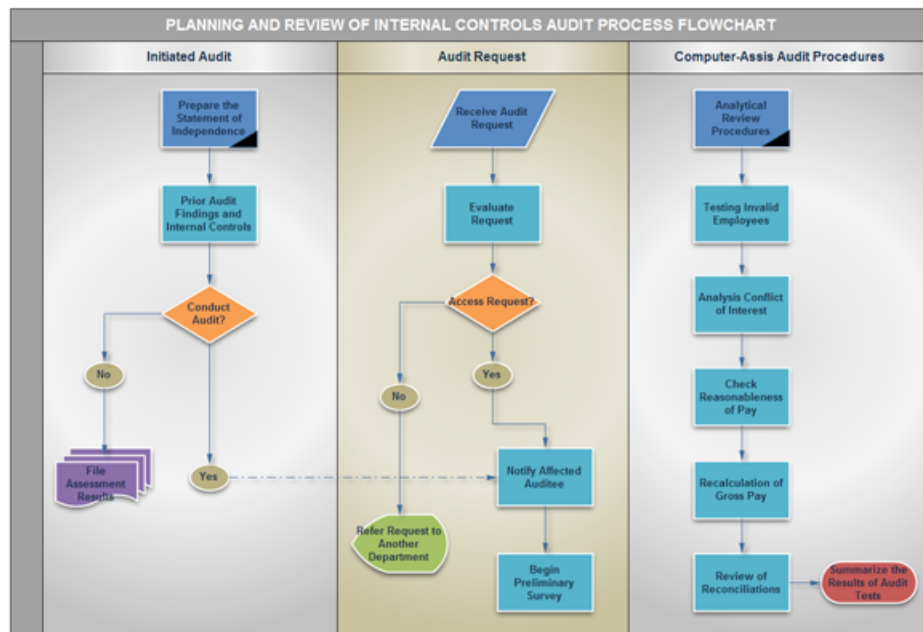 PLANNING AND REVIEW OF INTERNAL CONTROLS AUDIT PROCESS FLOWCHART
Initiated Audit
Audit Request
Computer-Assis Audit Procedures
Prepare the
Statement of
Independence
Prior Audit
Findings and
Internal Controls
Conduct
Audit?
No
File
Assessment
Results
Yes
Receive Audit
Request
Evaluate
Request
Access Request?
Yes
No
Notify Affected
Auditee
Refer Request to
Another
Department
Begin
Preliminary
Survey
Analytical
Review
Procedures
Testing Invalid
Employees
Analysis Conflict
of Interest
Check
Reasonableness
of Pay
Recalculation of
Gross Pay
Review of
Reconciliations
Summarize the
Results of Audit
Tests